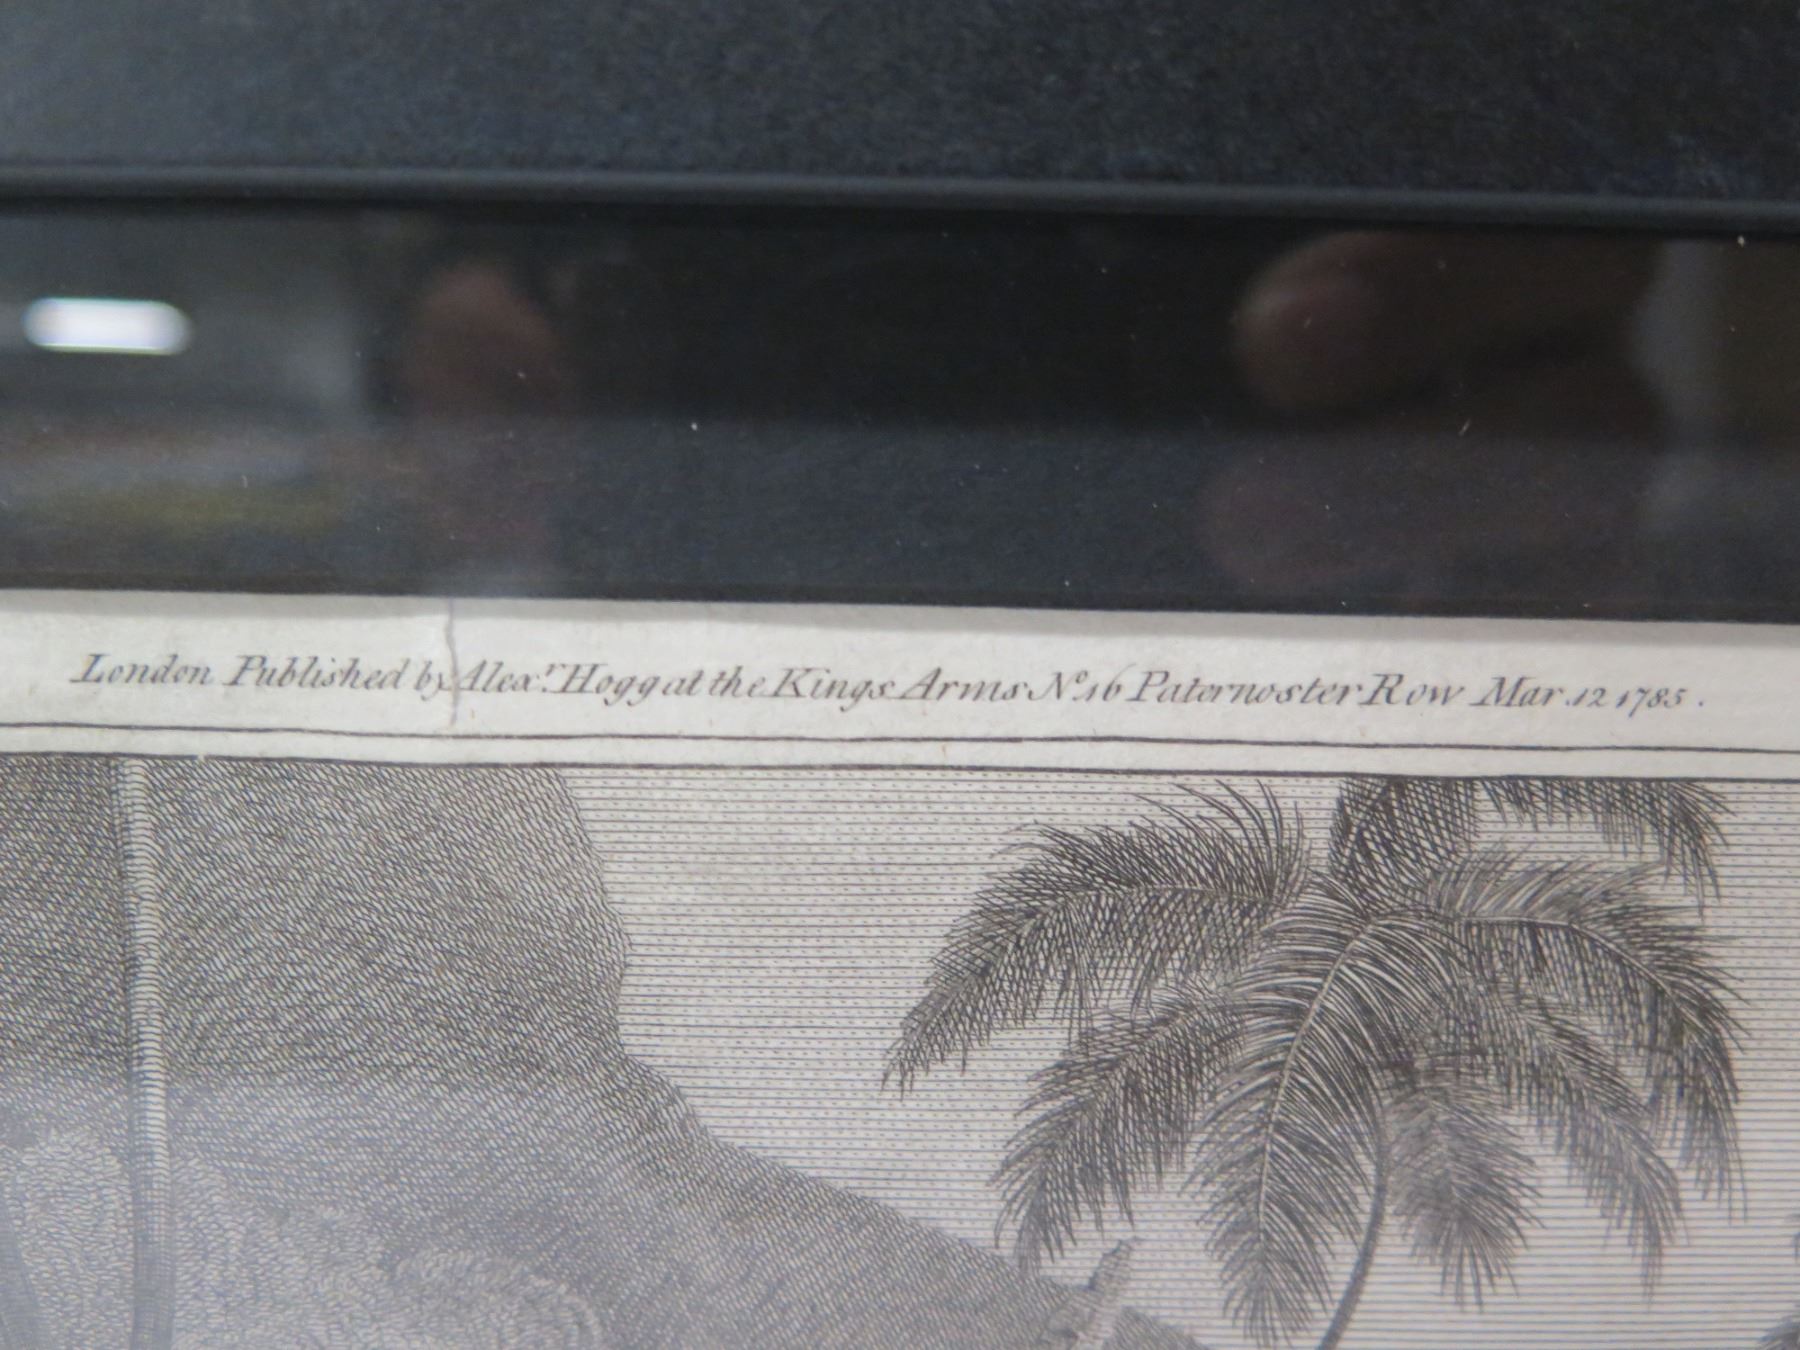 London Published by Alexr. Hogg at the Kings Arms No. 16 Paternoster Row Mar. 12 1785.